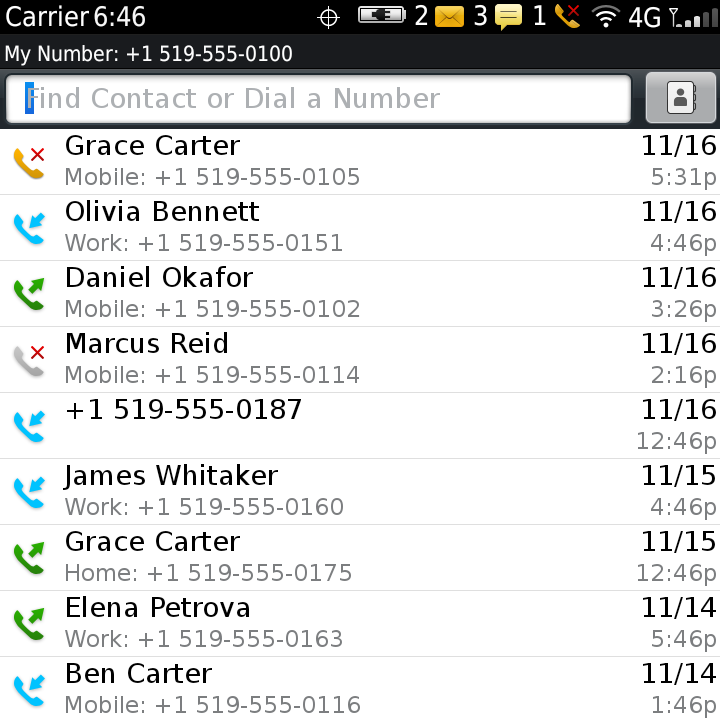 Carrier 6:46 2 3 1 4G
My Number: +1 519-555-0100
Find Contact or Dial a Number
Grace Carter 11/16
Mobile: +1 519-555-0105 5:31p
Olivia Bennett 11/16
Work: +1 519-555-0151 4:46p
Daniel Okafor 11/16
Mobile: +1 519-555-0102 3:26p
Marcus Reid 11/16
Mobile: +1 519-555-0114 2:16p
+1 519-555-0187 11/16
12:46p
James Whitaker 11/15
Work: +1 519-555-0160 4:46p
Grace Carter 11/15
Home: +1 519-555-0175 12:46p
Elena Petrova 11/14
Work: +1 519-555-0163 5:46p
Ben Carter 11/14
Mobile: +1 519-555-0116 1:46p